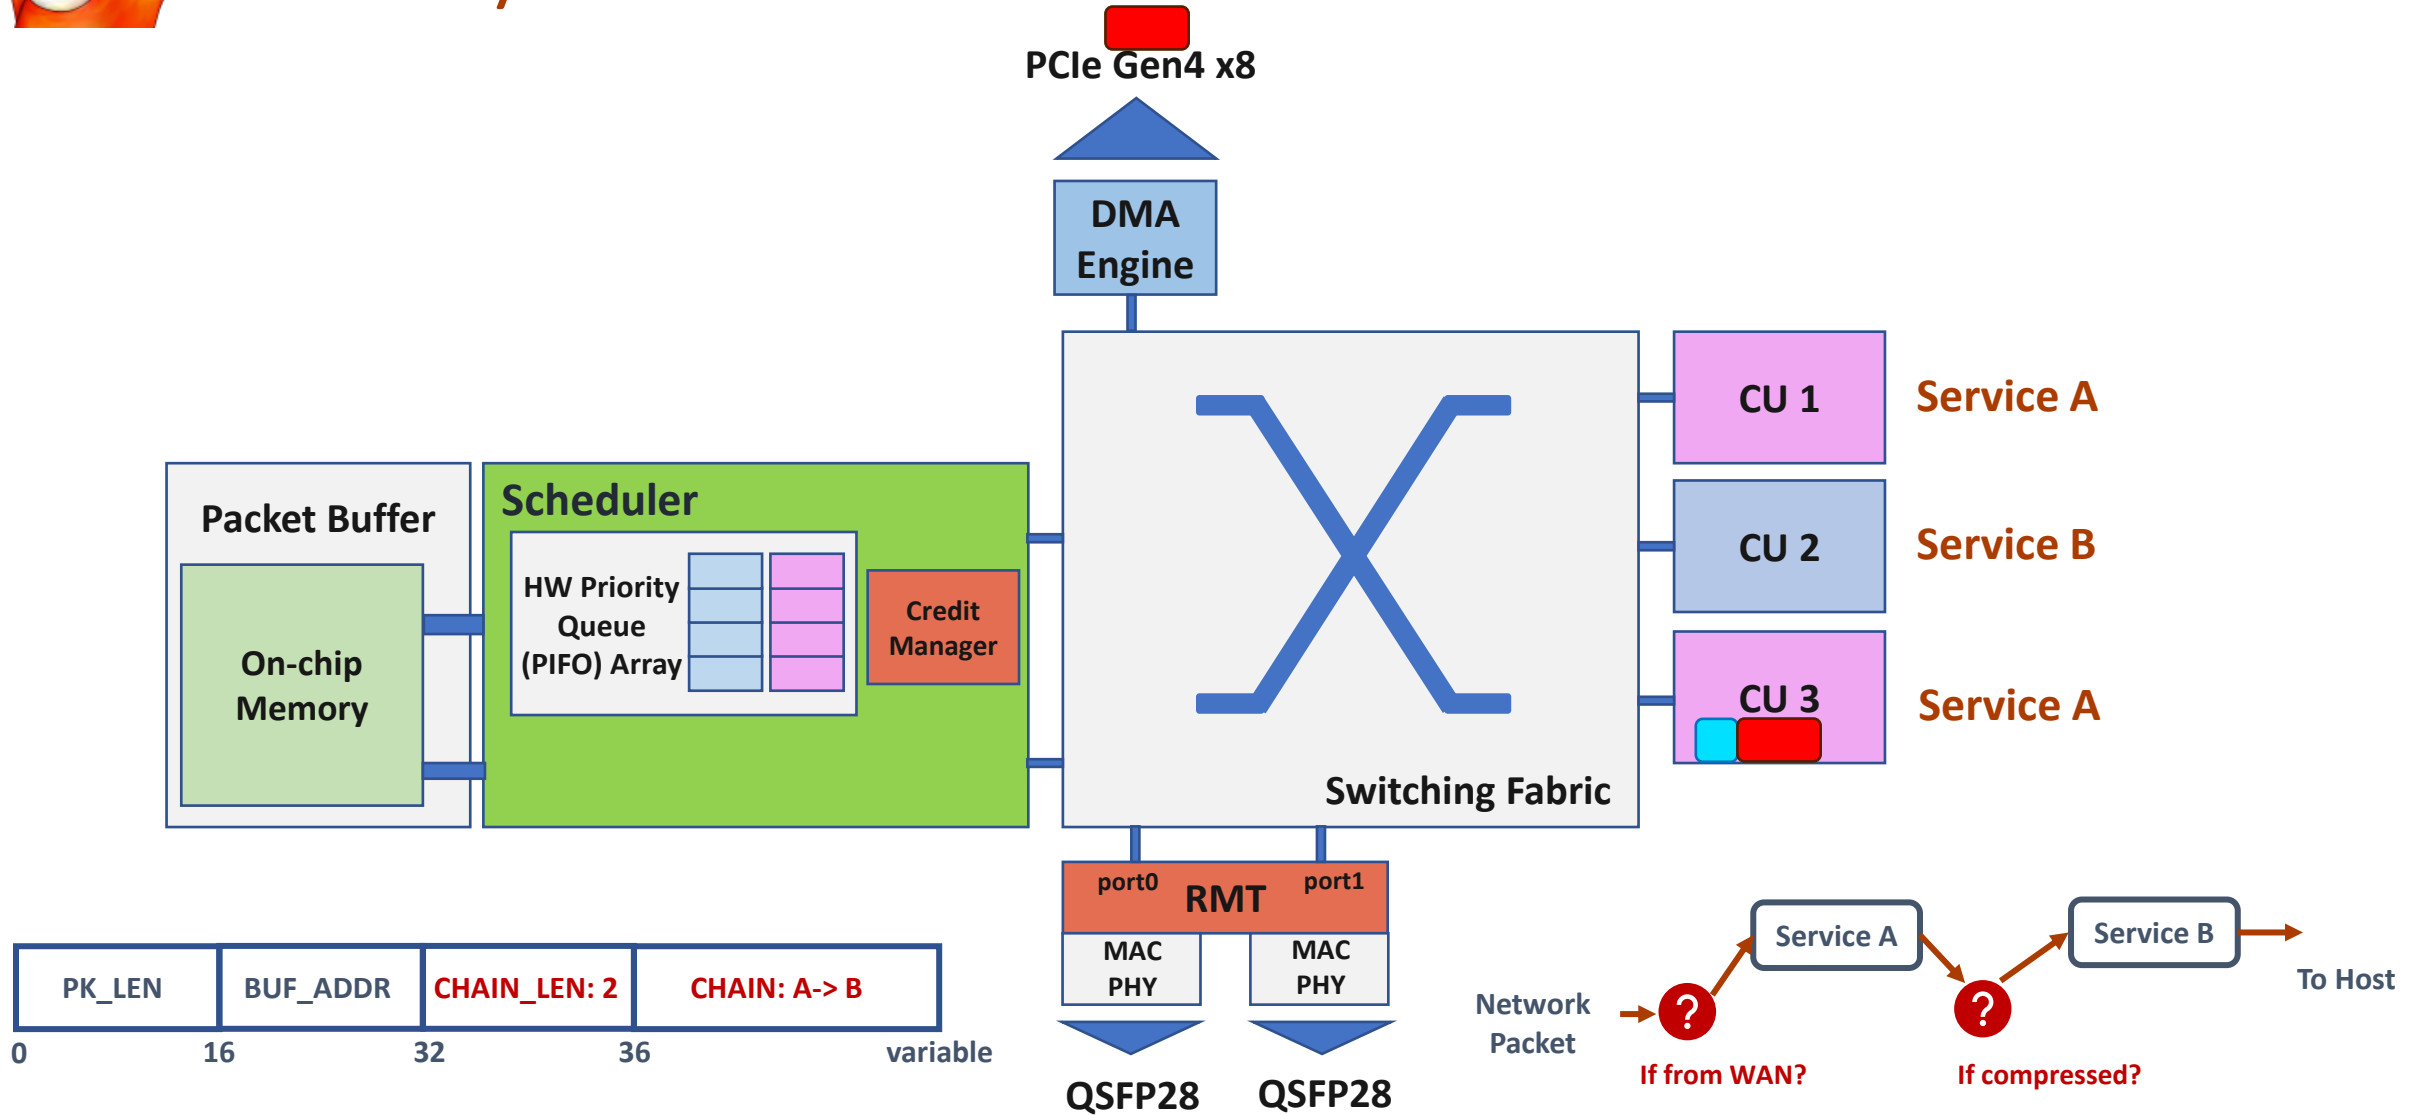 PCIe Gen4 x8
DMA
Engine
CU 1
Service A
CU 2
Service B
CU 3
Service A
Packet Buffer
On-chip
Memory
Scheduler
HW Priority
Queue
(PIFO) Array
Credit
Manager
Switching Fabric
port0
RMT
port1
MAC
PHY
MAC
PHY
QSFP28
QSFP28
PK_LEN
BUF_ADDR
CHAIN_LEN: 2
CHAIN: A-> B
0
16
32
36
variable
Network
Packet
?
If from WAN?
Service A
?
If compressed?
Service B
To Host